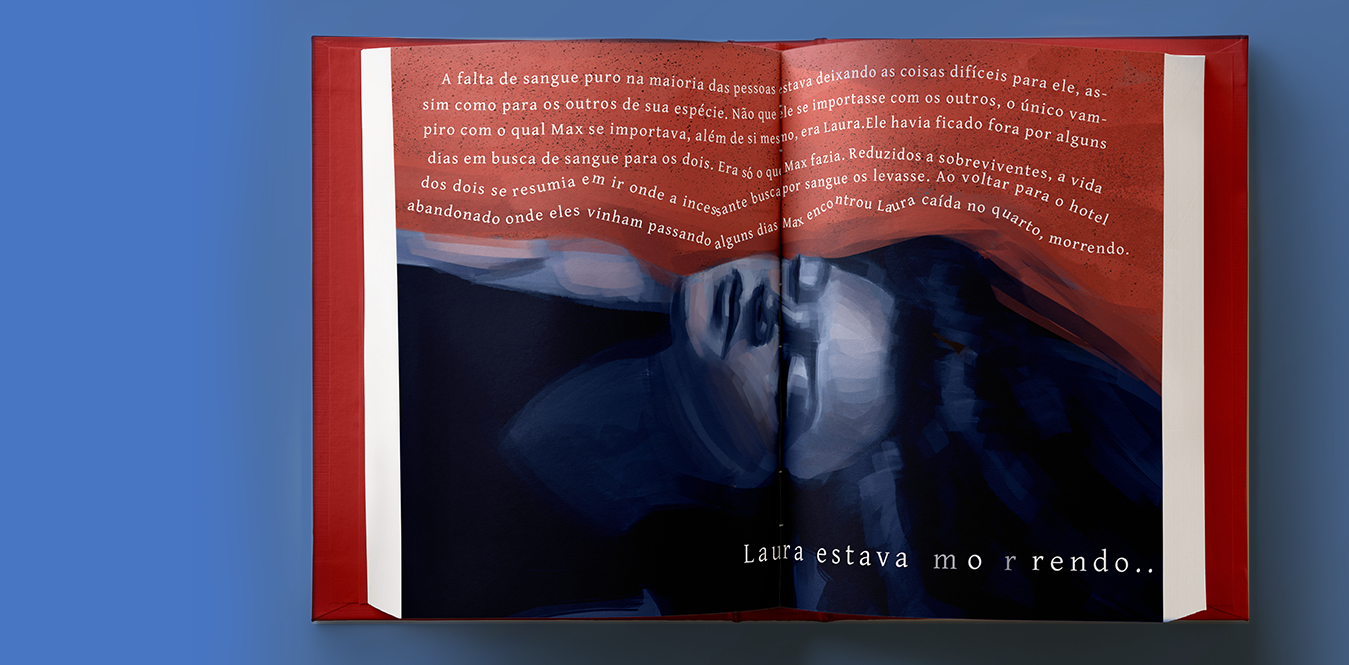 A falta de sangue puro na maioria das pessoas estava deixando as coisas difíceis para ele, as-
sim como para os outros de sua espécie. Não que ele se importasse com os outros, o único vam-
piro com o qual Max se importava, além de si mesmo, era Laura.Ele havia ficado fora por alguns
dias em busca de sangue para os dois. Era só o que Max fazia. Reduzidos a sobreviventes, a vida
dos dois se resumia em ir onde a incessante busca por sangue os levasse. Ao voltar para o hotel
abandonado onde eles vinham passando alguns dias Max encontrou Laura caída no quarto, morrendo.
Laura estava morrendo..